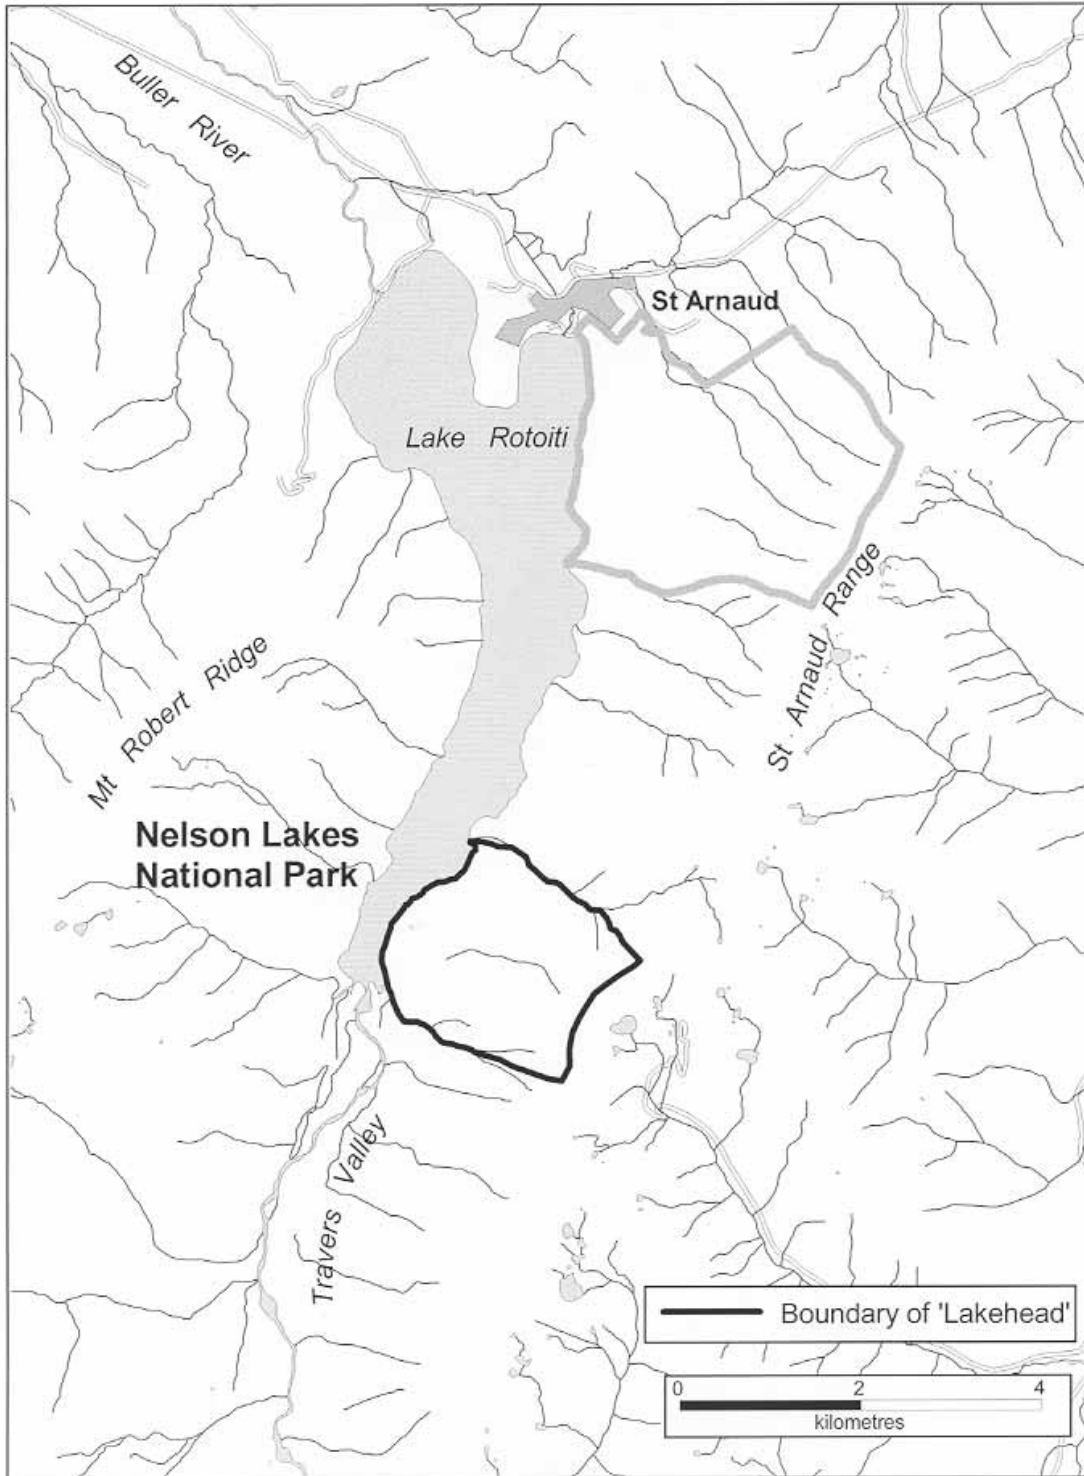 Buller River
St Arnaud
Lake Rotoiti
St Arnaud Range
Mt Robert Ridge
Nelson Lakes
National Park
Travers Valley
Boundary of 'Lakehead'
0 2 4
kilometres